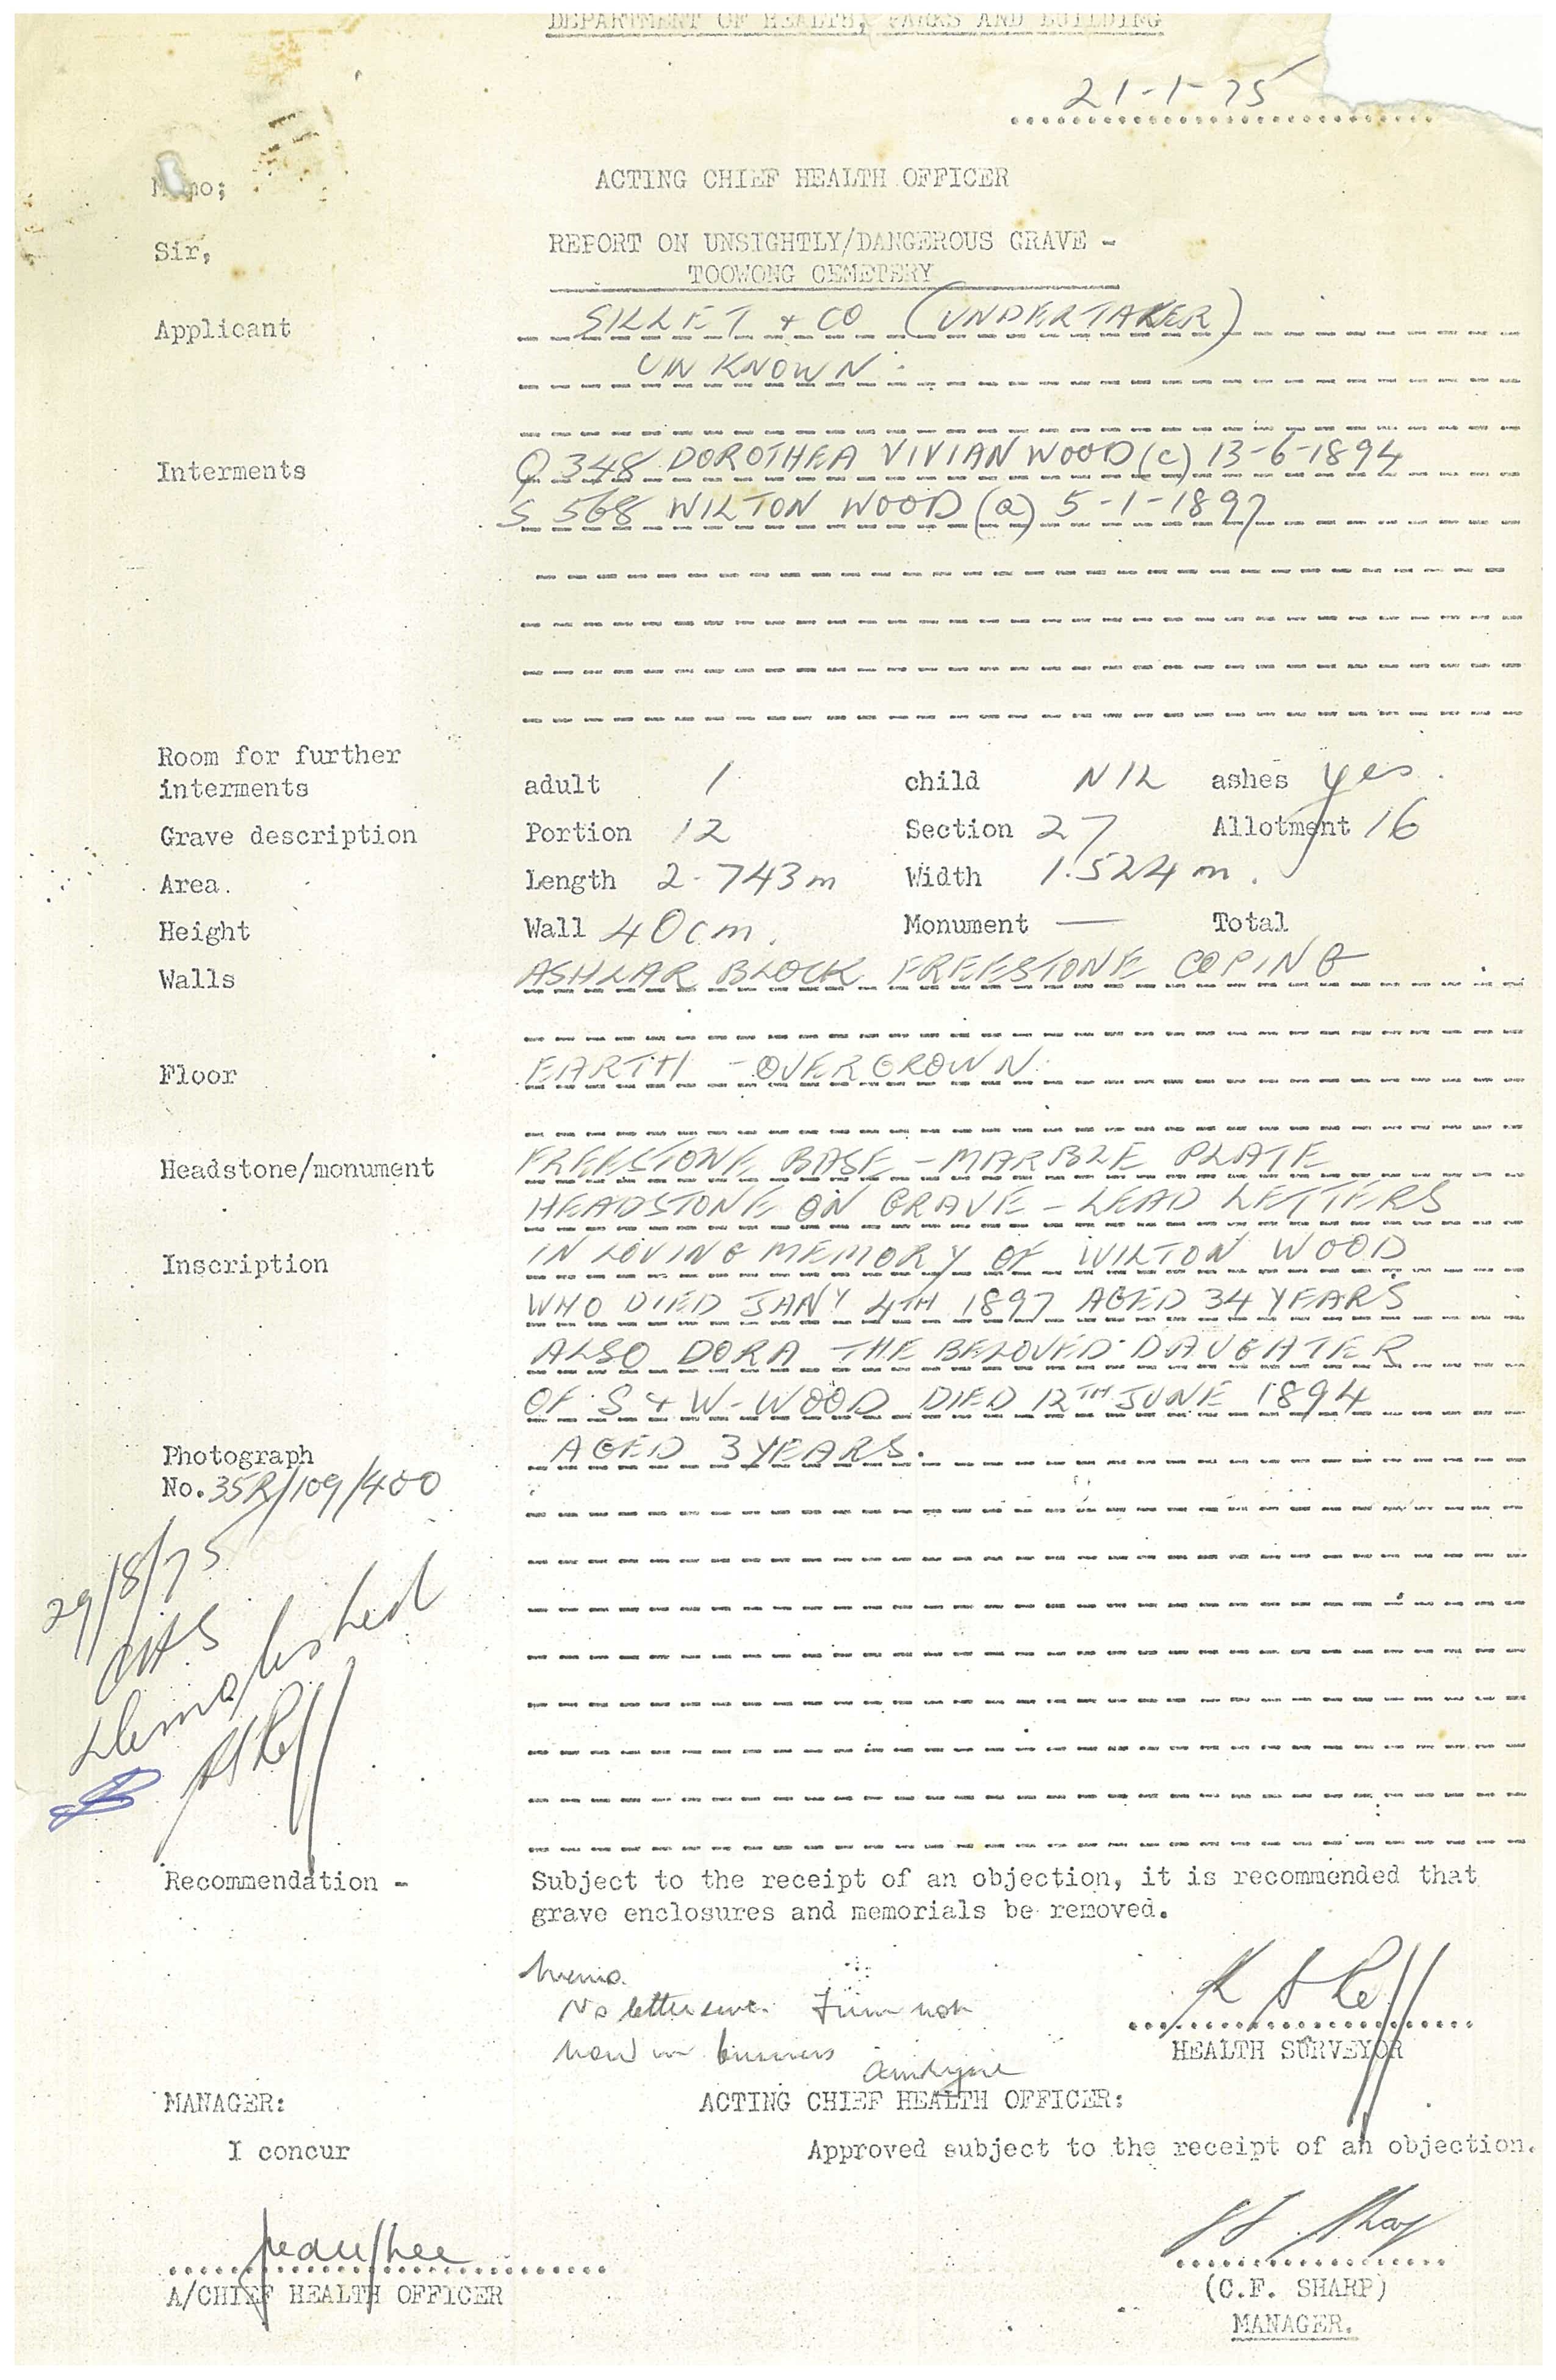 DEPARTMENT OF HEALTH, PARKS AND BUILDING
21-1-75
Memo; ACTING CHIEF HEALTH OFFICER
Sir, REPORT ON UNSIGHTLY/DANGEROUS GRAVE -
TOOWONG CEMETERY
Applicant SILLET + CO (UNDERTAKER)
UNKNOWN.
Interments Q 348 DOROTHEA VIVIAN WOOD (c) 13-6-1894
S 568 WILTON WOOD (a) 5-1-1897
Room for further
interments adult 1 child NIL ashes yes.
Grave description Portion 12 Section 27 Allotment 16
Area. Length 2.743m Width 1.524m.
Height Wall 40cm. Monument — Total
Walls ASHLAR BLOCK FREESTONE COPING
Floor EARTH - OVERGROWN.
Headstone/monument FREESTONE BASE - MARBLE PLATE
HEADSTONE ON GRAVE - LEAD LETTERS
Inscription IN LOVING MEMORY OF WILTON WOOD
WHO DIED JANY 4TH 1897 AGED 34 YEARS
ALSO DORA THE BELOVED DAUGHTER
OF S + W - WOOD DIED 12TH JUNE 1894
Photograph AGED 3 YEARS.
No. 35R/109/400
29/8/75
demolished
Recommendation - Subject to the receipt of an objection, it is recommended that
grave enclosures and memorials be removed.
Memo.
No letter sent. Firm not
now in business
HEALTH SURVEYOR
MANAGER: ACTING CHIEF HEALTH OFFICER:
I concur Approved subject to the receipt of an objection.
A/CHIEF HEALTH OFFICER (C.F. SHARP)
MANAGER.